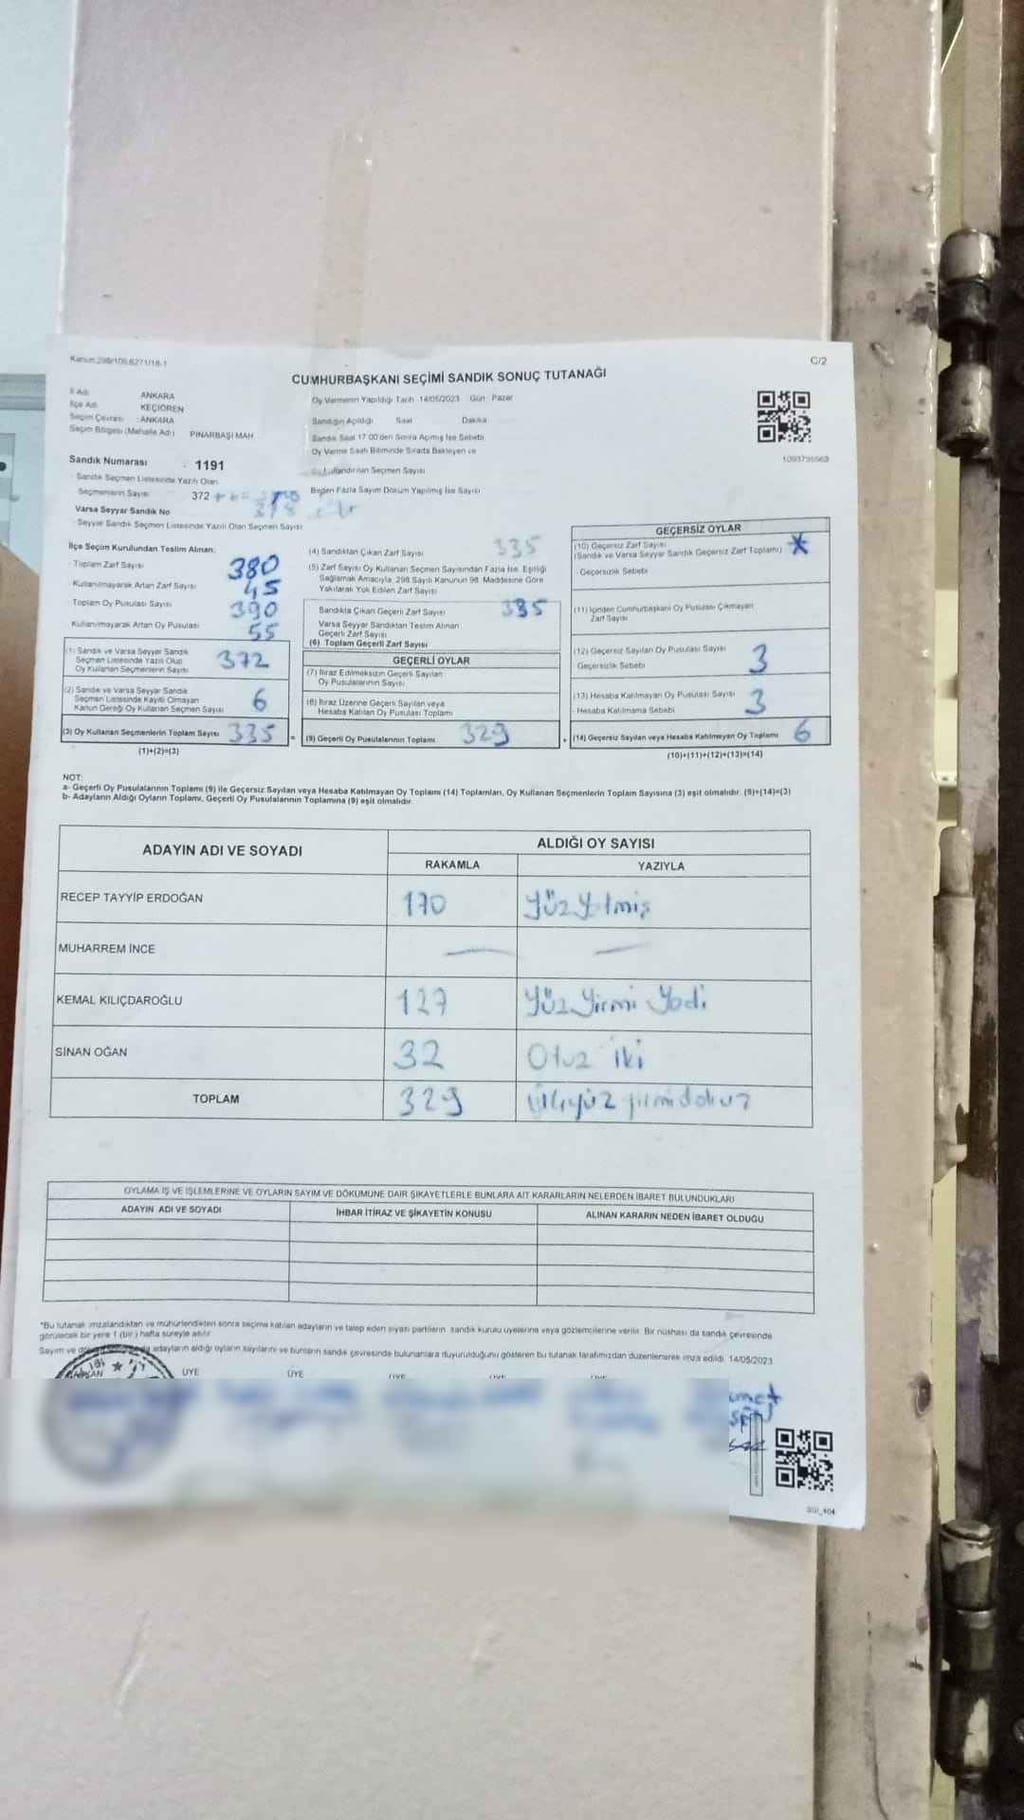 Kanun:298/105,6271/18-1
C/2
CUMHURBAŞKANI SEÇİMİ SANDIK SONUÇ TUTANAĞI
İl Adı ANKARA
İlçe Adı KEÇİÖREN
Seçim Çevresi : ANKARA
Seçim Bölgesi (Mahalle Adı) PINARBAŞI MAH
Oy Vermenin Yapıldığı Tarih 14/05/2023 Gün Pazar
Sandığın Açıldığı Saat Dakika
Sandık Saat 17 00'den Sonra Açılmış İse Sebebi
Oy Verme Saati Bitiminde Sırada Bekleyen ve
Oy Kullandırılan Seçmen Sayısı
Birden Fazla Sayım Döküm Yapılmış İse Sayısı
Sandık Numarası : 1191
Sandık Seçmen Listesinde Yazılı Olan
Seçmenlerin Sayısı 372
Varsa Seyyar Sandık No
Seyyar Sandık Seçmen Listesinde Yazılı Olan Seçmen Sayısı
İlçe Seçim Kurulundan Teslim Alınan:
Toplam Zarf Sayısı 380
Kullanılmayarak Artan Zarf Sayısı 45
Toplam Oy Pusulası Sayısı 390
Kullanılmayarak Artan Oy Pusulası 55
(1) Sandık ve Varsa Seyyar Sandık
Seçmen Listesinde Yazılı Olup
Oy Kullanan Seçmenlerin Sayısı 372
(2) Sandık ve Varsa Seyyar Sandık
Seçmen Listesinde Kayıtlı Olmayan
Kanun Gereği Oy Kullanan Seçmen Sayısı 6
(3) Oy Kullanan Seçmenlerin Toplam Sayısı 335
(1)+(2)=(3)
(4) Sandıktan Çıkan Zarf Sayısı 335
(5) Zarf Sayısı Oy Kullanan Seçmen Sayısından Fazla İse, Eşitliği
Sağlamak Amacıyla, 298 Sayılı Kanunun 98. Maddesine Göre
Yakılarak Yok Edilen Zarf Sayısı
Sandıkta Çıkan Geçerli Zarf Sayısı 335
Varsa Seyyar Sandıktan Teslim Alınan
Geçerli Zarf Sayısı
(6) Toplam Geçerli Zarf Sayısı
GEÇERLİ OYLAR
(7) İtiraz Edilmeksizin Geçerli Sayılan
Oy Pusulalarının Sayısı
(8) İtiraz Üzerine Geçerli Sayılan veya
Hesaba Katılan Oy Pusulası Toplamı
(9) Geçerli Oy Pusulalarının Toplamı 329
GEÇERSİZ OYLAR
(10) Geçersiz Zarf Sayısı
(Sandık ve Varsa Seyyar Sandık Geçersiz Zarf Toplamı)
Geçersizlik Sebebi
(11) İçinden Cumhurbaşkanı Oy Pusulası Çıkmayan
Zarf Sayısı
(12) Geçersiz Sayılan Oy Pusulası Sayısı 3
Geçersizlik Sebebi
(13) Hesaba Katılmayan Oy Pusulası Sayısı 3
Hesaba Katılmama Sebebi
(14) Geçersiz Sayılan veya Hesaba Katılmayan Oy Toplamı 6
(10)+(11)+(12)+(13)=(14)
NOT:
a- Geçerli Oy Pusulalarının Toplamı (9) ile Geçersiz Sayılan veya Hesaba Katılmayan Oy Toplamı (14) Toplamları, Oy Kullanan Seçmenlerin Toplam Sayısına (3) eşit olmalıdır. (9)+(14)=(3)
b- Adayların Aldığı Oyların Toplamı, Geçerli Oy Pusulalarının Toplamına (9) eşit olmalıdır.
ADAYIN ADI VE SOYADI
ALDIĞI OY SAYISI
RAKAMLA YAZIYLA
RECEP TAYYİP ERDOĞAN 170 Yüz Yetmiş
MUHARREM İNCE — —
KEMAL KILIÇDAROĞLU 127 Yüz Yirmi Yedi
SİNAN OĞAN 32 Otuz iki
TOPLAM 329 üçyüz yirmidokuz
OYLAMA İŞ VE İŞLEMLERİNE VE OYLARIN SAYIM VE DÖKÜMÜNE DAİR ŞİKAYETLERLE BUNLARA AİT KARARLARIN NELERDEN İBARET BULUNDUKLARI
ADAYIN ADI VE SOYADI İHBAR İTİRAZ VE ŞİKAYETİN KONUSU ALINAN KARARIN NEDEN İBARET OLDUĞU
*Bu tutanak imzalandıktan ve mühürlendikten sonra seçime katılan adayların ve talep eden siyasi partilerin sandık kurulu üyelerine veya gözlemcilerine verilir. Bir nüshası da sandık çevresinde
görülecek bir yere 1 (bir) hafta süreyle asılır
Sayım ve adayların aldığı oyların sayılarını ve bunların sandık çevresinde bulunanlara duyurulduğunu gösteren bu tutanak tarafımızdan düzenlenerek imza edildi. 14/05/2023
ÜYE ÜYE